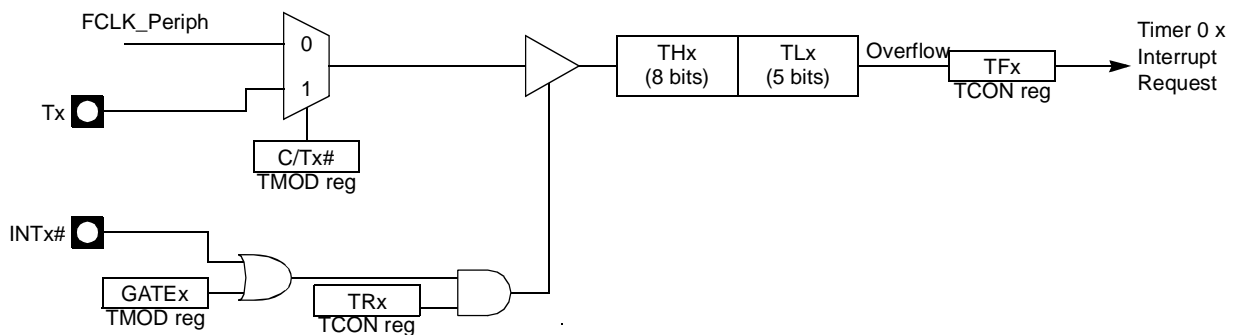 FCLK_Periph
0
1
Tx
C/Tx#
TMOD reg
THx
(8 bits)
TLx
(5 bits)
Overflow
TFx
TCON reg
Timer 0 x
Interrupt
Request
INTx#
GATEx
TMOD reg
TRx
TCON reg
.